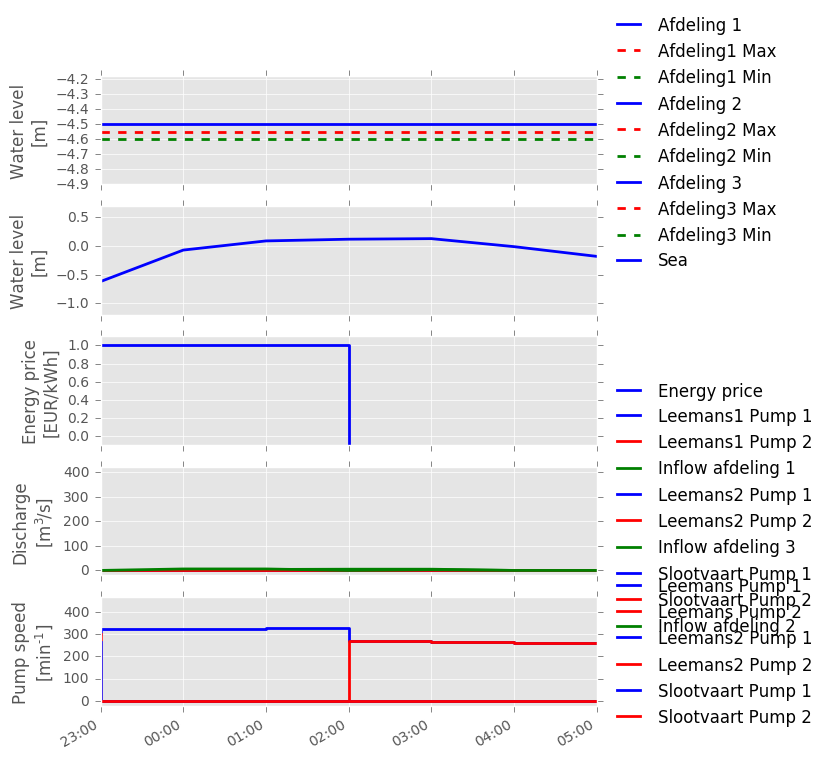 Afdeling 1
Afdeling1 Max
Afdeling1 Min
Afdeling 2
Afdeling2 Max
Afdeling2 Min
Afdeling 3
Afdeling3 Max
Afdeling3 Min
Sea
Water level
[m]
−4.2
−4.3
−4.4
−4.5
−4.6
−4.7
−4.8
−4.9
Water level
[m]
0.5
0.0
−0.5
−1.0
Energy price
[EUR/kWh]
1.0
0.8
0.6
0.4
0.2
0.0
Energy price
Leemans1 Pump 1
Leemans1 Pump 2
Inflow afdeling 1
Leemans2 Pump 1
Leemans2 Pump 2
Inflow afdeling 3
Slootvaart Pump 1
Slootvaart Pump 2
Inflow afdeling 2
Discharge
[m³/s]
400
300
200
100
0
Pump speed
[min⁻¹]
400
300
200
100
0
Leemans Pump 1
Leemans Pump 2
Leemans2 Pump 1
Leemans2 Pump 2
Slootvaart Pump 1
Slootvaart Pump 2
23:00
00:00
01:00
02:00
03:00
04:00
05:00